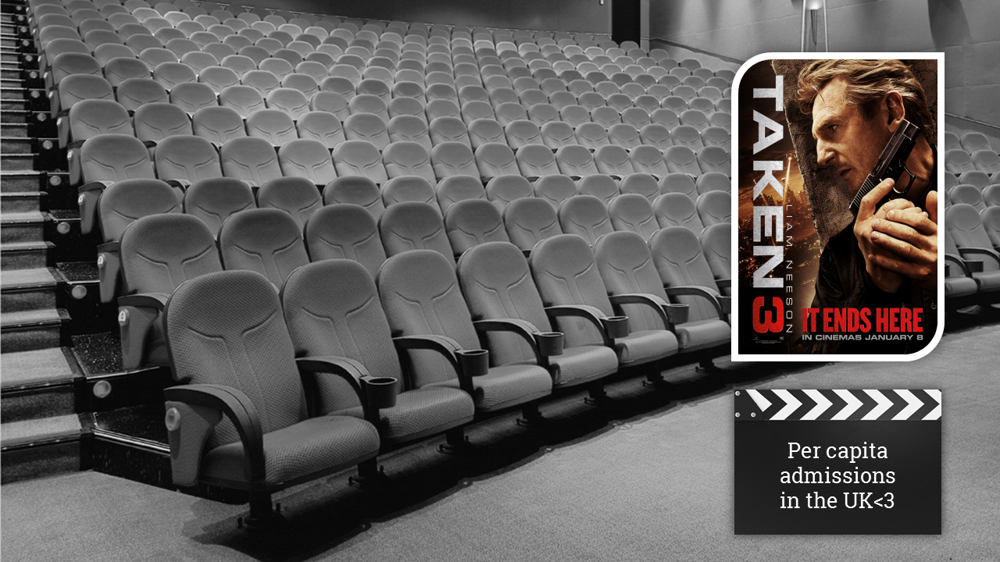 TAKEN 3
LIAM NEESON
IT ENDS HERE
IN CINEMAS JANUARY 8
Per capita
admissions
in the UK<3